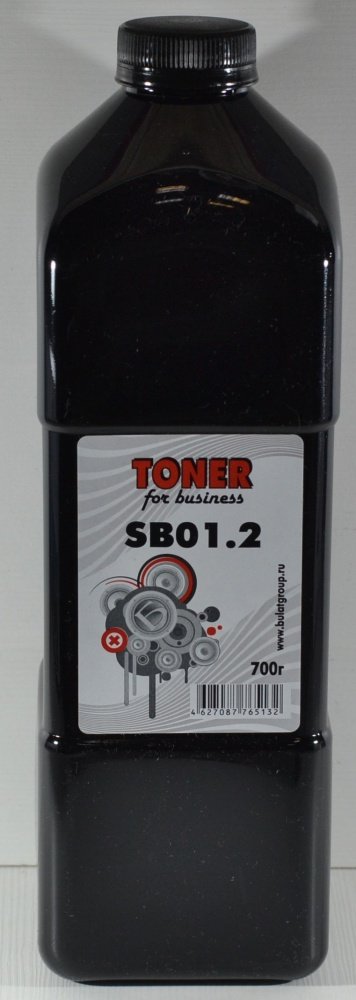 TONER
for business
SB01.2
www.bulatgroup.ru
700г
4 627087 765132